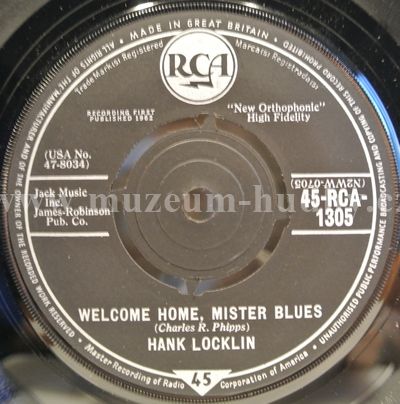 MADE IN GREAT BRITAIN
ALL RIGHTS OF THE MANUFACTURER AND OF THE OWNER OF THE RECORDED WORK RESERVED
UNAUTHORISED PUBLIC PERFORMANCE BROADCASTING AND COPYING OF THIS RECORD PROHIBITED
Trade Mark(s) Registered
Marca(s) Registrada(s)
RCA
RECORDING FIRST
PUBLISHED 1962
"New Orthophonic"
High Fidelity
(USA No.
47-8034)
(N2WW-0705)
Jack Music
Inc.
James-Robinson
Pub. Co.
45-RCA-
1305
www.muzeum-hu
WELCOME HOME, MISTER BLUES
(Charles R. Phipps)
HANK LOCKLIN
Master Recording of Radio
45
Corporation of America